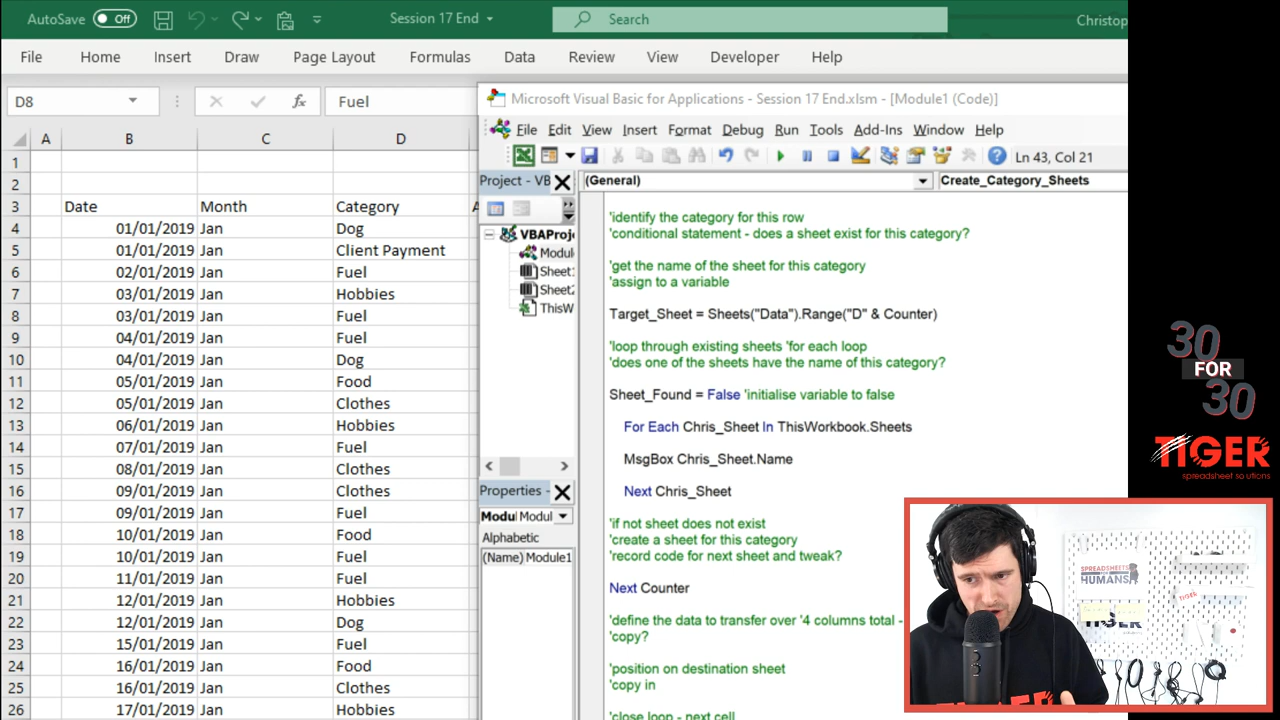 AutoSave Off Session 17 End Search Christop
File Home Insert Draw Page Layout Formulas Data Review View Developer Help
D8 fx Fuel
A B C D
1
2
3 Date Month Category
4 01/01/2019 Jan Dog
5 01/01/2019 Jan Client Payment
6 02/01/2019 Jan Fuel
7 03/01/2019 Jan Hobbies
8 03/01/2019 Jan Fuel
9 04/01/2019 Jan Fuel
10 04/01/2019 Jan Dog
11 05/01/2019 Jan Food
12 05/01/2019 Jan Clothes
13 06/01/2019 Jan Hobbies
14 07/01/2019 Jan Fuel
15 08/01/2019 Jan Clothes
16 09/01/2019 Jan Clothes
17 09/01/2019 Jan Fuel
18 10/01/2019 Jan Food
19 10/01/2019 Jan Fuel
20 11/01/2019 Jan Fuel
21 12/01/2019 Jan Hobbies
22 12/01/2019 Jan Dog
23 15/01/2019 Jan Fuel
24 16/01/2019 Jan Food
25 16/01/2019 Jan Clothes
26 17/01/2019 Jan Hobbies
Microsoft Visual Basic for Applications - Session 17 End.xlsm - [Module1 (Code)]
File Edit View Insert Format Debug Run Tools Add-Ins Window Help
Ln 43, Col 21
Project - VB
VBAProj
Modul
Sheet1
Sheet2
ThisW
Properties -
Modul Modul
Alphabetic
(Name) Module1
(General) Create_Category_Sheets
'identify the category for this row
'conditional statement - does a sheet exist for this category?
'get the name of the sheet for this category
'assign to a variable
Target_Sheet = Sheets("Data").Range("D" & Counter)
'loop through existing sheets 'for each loop
'does one of the sheets have the name of this category?
Sheet_Found = False 'initialise variable to false
For Each Chris_Sheet In ThisWorkbook.Sheets
MsgBox Chris_Sheet.Name
Next Chris_Sheet
'if not sheet does not exist
'create a sheet for this category
'record code for next sheet and tweak?
Next Counter
'define the data to transfer over '4 columns total -
'copy?
'position on destination sheet
'copy in
'close loop - next cell
30
FOR
30
TIGER
spreadsheet solutions
SPREADSHEETS
FOR
HUMANS
TIGER